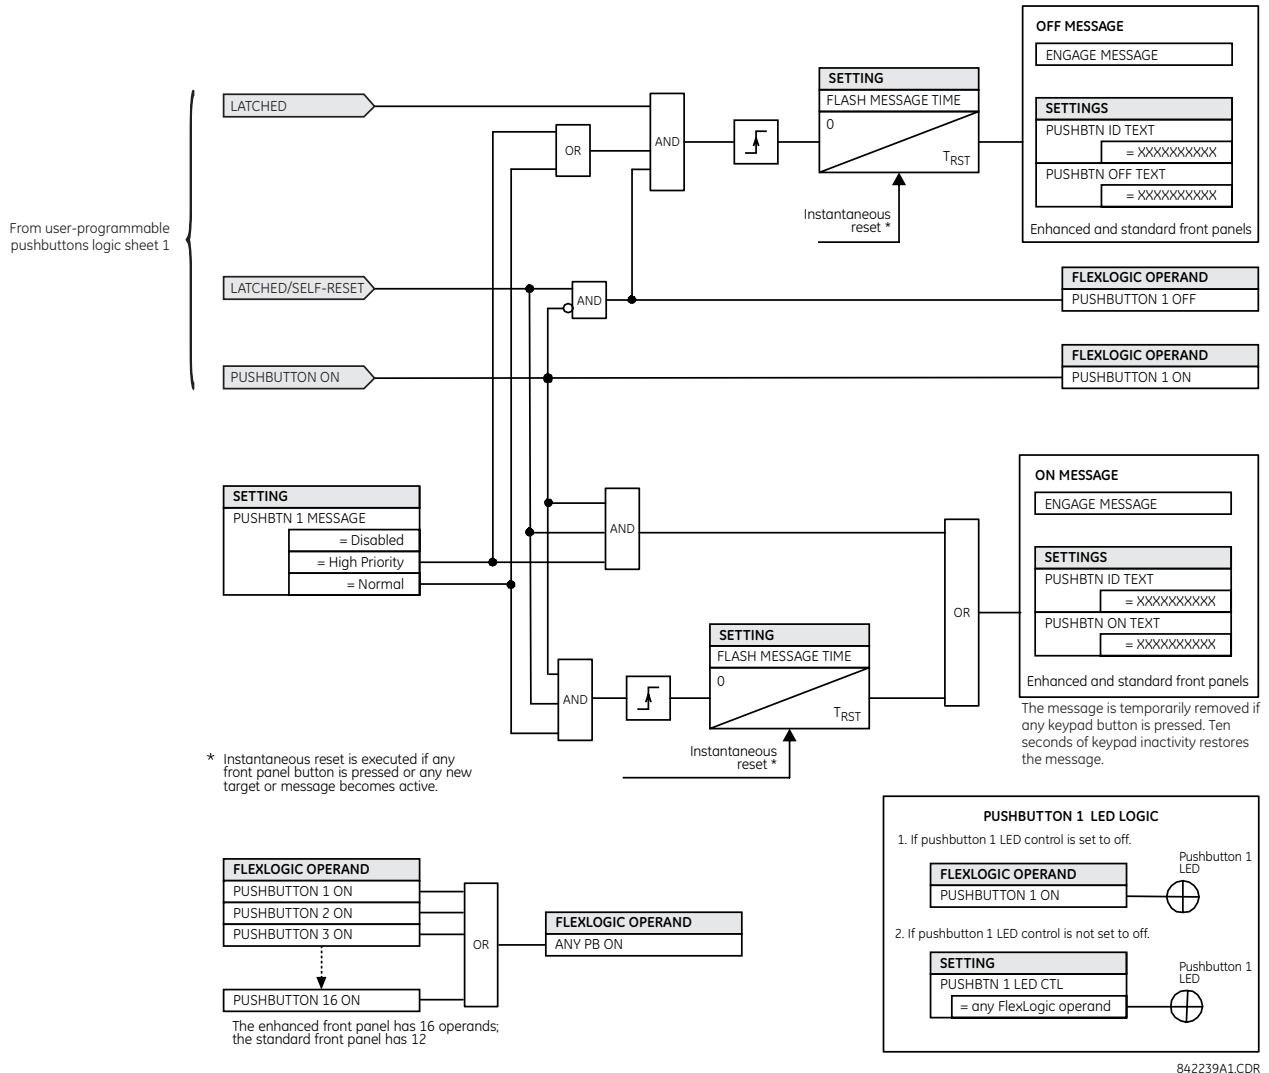 OFF MESSAGE
ENGAGE MESSAGE
SETTING
FLASH MESSAGE TIME
0
TRST
SETTINGS
PUSHBTN ID TEXT
= XXXXXXXXXX
PUSHBTN OFF TEXT
= XXXXXXXXXX
Enhanced and standard front panels
LATCHED
OR
AND
Instantaneous
reset *
From user-programmable
pushbuttons logic sheet 1
LATCHED/SELF-RESET
AND
FLEXLOGIC OPERAND
PUSHBUTTON 1 OFF
PUSHBUTTON ON
FLEXLOGIC OPERAND
PUSHBUTTON 1 ON
SETTING
PUSHBTN 1 MESSAGE
= Disabled
= High Priority
= Normal
AND
ON MESSAGE
ENGAGE MESSAGE
SETTINGS
PUSHBTN ID TEXT
= XXXXXXXXXX
PUSHBTN ON TEXT
= XXXXXXXXXX
Enhanced and standard front panels
The message is temporarily removed if
any keypad button is pressed. Ten
seconds of keypad inactivity restores
the message.
OR
SETTING
FLASH MESSAGE TIME
0
TRST
AND
Instantaneous
reset *
* Instantaneous reset is executed if any
front panel button is pressed or any new
target or message becomes active.
FLEXLOGIC OPERAND
PUSHBUTTON 1 ON
PUSHBUTTON 2 ON
PUSHBUTTON 3 ON
PUSHBUTTON 16 ON
OR
FLEXLOGIC OPERAND
ANY PB ON
The enhanced front panel has 16 operands;
the standard front panel has 12
PUSHBUTTON 1 LED LOGIC
1. If pushbutton 1 LED control is set to off.
FLEXLOGIC OPERAND
PUSHBUTTON 1 ON
Pushbutton 1
LED
2. If pushbutton 1 LED control is not set to off.
SETTING
PUSHBTN 1 LED CTL
= any FlexLogic operand
Pushbutton 1
LED
842239A1.CDR